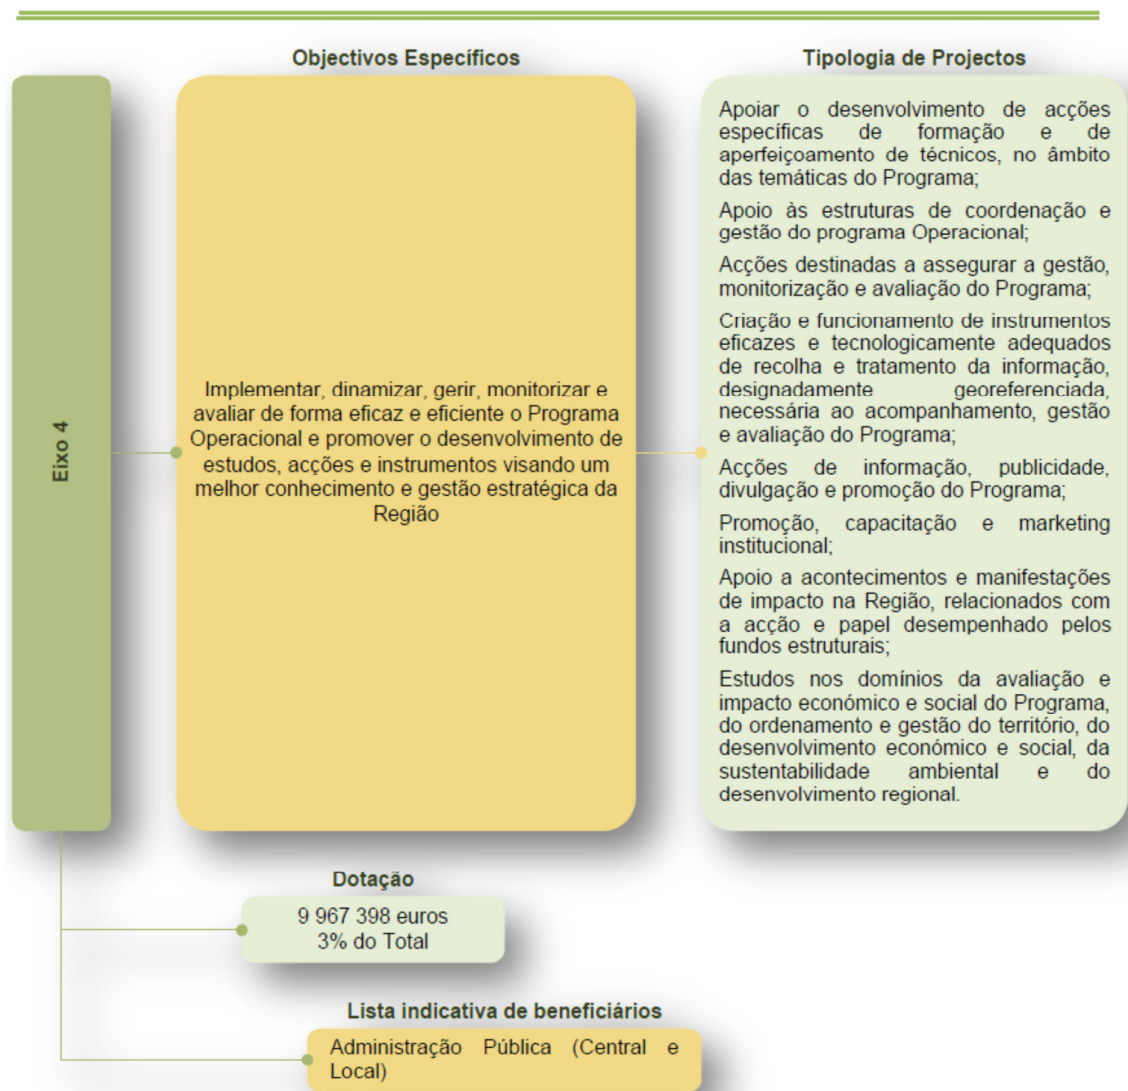 Objectivos Específicos
Tipologia de Projectos
Eixo 4
Implementar, dinamizar, gerir, monitorizar e
avaliar de forma eficaz e eficiente o Programa
Operacional e promover o desenvolvimento de
estudos, acções e instrumentos visando um
melhor conhecimento e gestão estratégica da
Região
Apoiar o desenvolvimento de acções
específicas de formação e de
aperfeiçoamento de técnicos, no âmbito
das temáticas do Programa;
Apoio às estruturas de coordenação e
gestão do programa Operacional;
Acções destinadas a assegurar a gestão,
monitorização e avaliação do Programa;
Criação e funcionamento de instrumentos
eficazes e tecnologicamente adequados
de recolha e tratamento da informação,
designadamente georeferenciada,
necessária ao acompanhamento, gestão
e avaliação do Programa;
Acções de informação, publicidade,
divulgação e promoção do Programa;
Promoção, capacitação e marketing
institucional;
Apoio a acontecimentos e manifestações
de impacto na Região, relacionados com
a acção e papel desempenhado pelos
fundos estruturais;
Estudos nos domínios da avaliação e
impacto económico e social do Programa,
do ordenamento e gestão do território, do
desenvolvimento económico e social, da
sustentabilidade ambiental e do
desenvolvimento regional.
Dotação
9 967 398 euros
3% do Total
Lista indicativa de beneficiários
Administração Pública (Central e
Local)